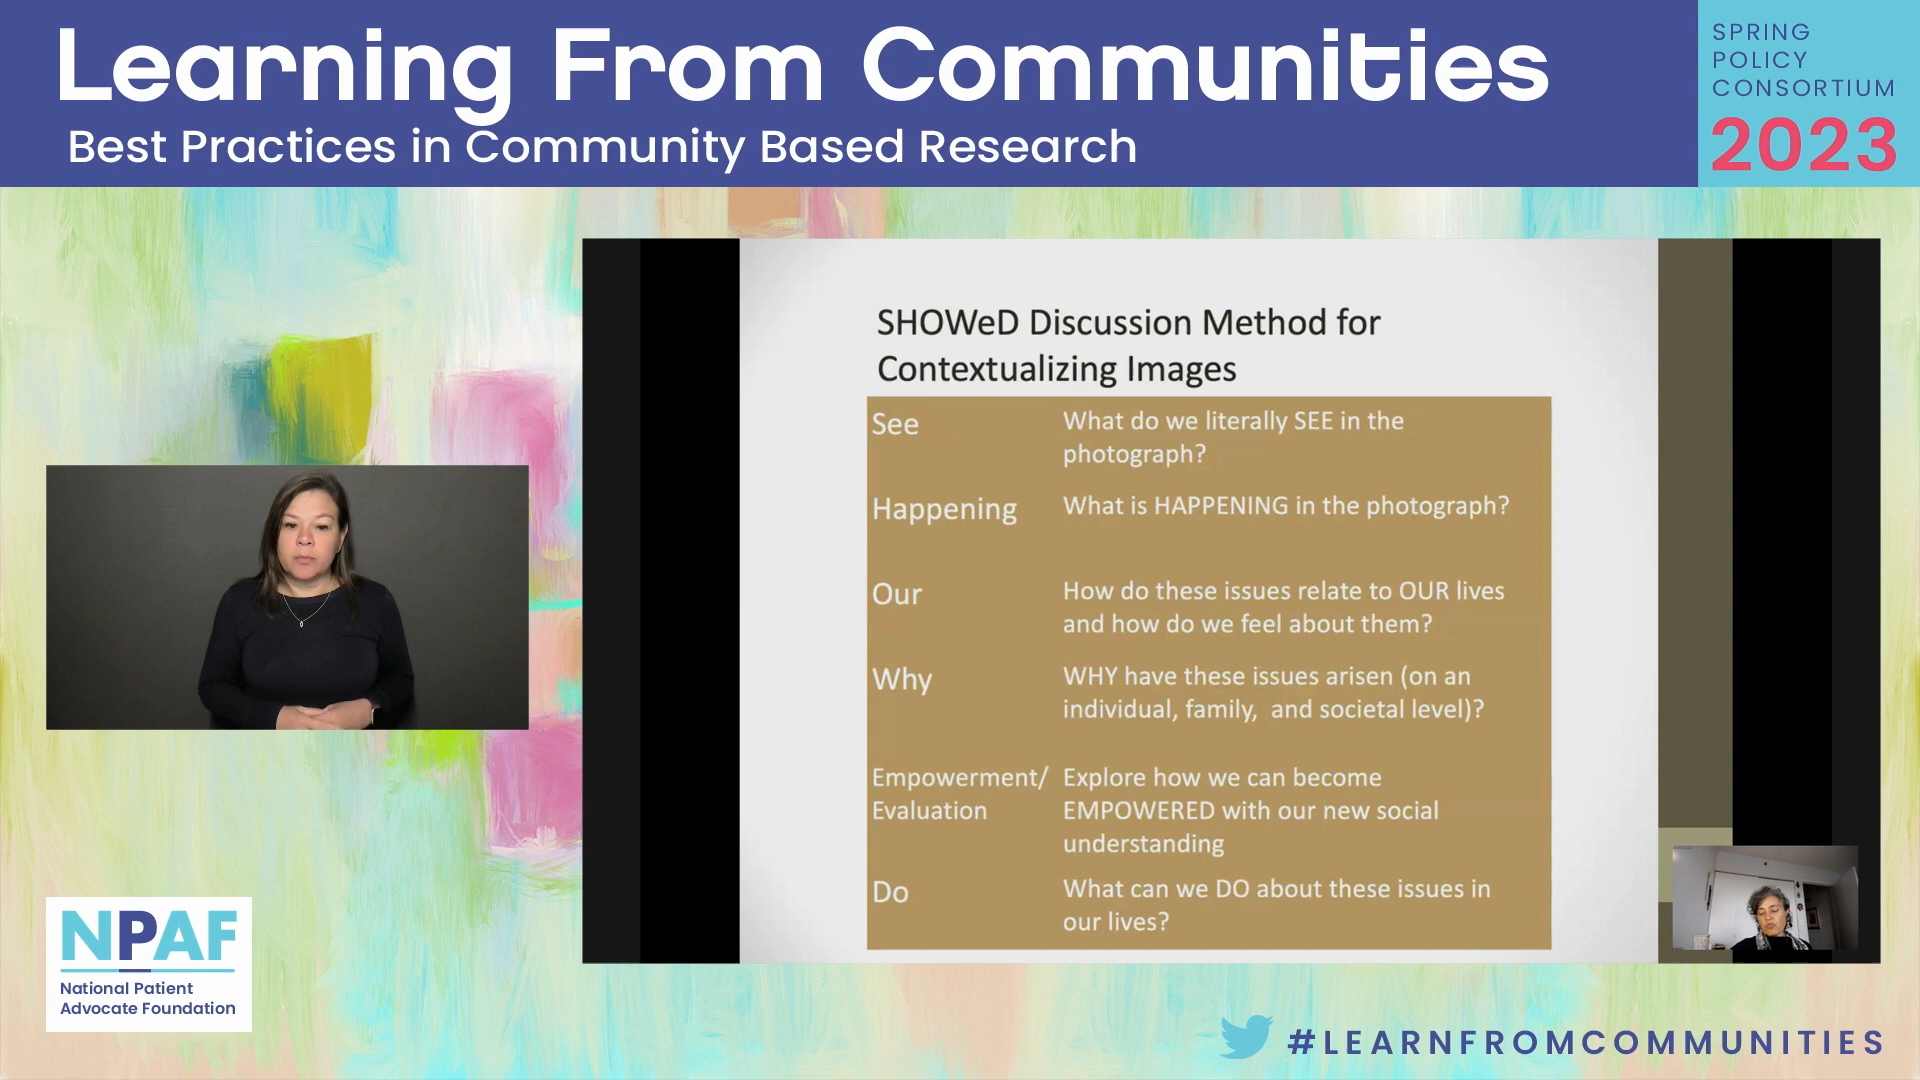 Learning From Communities
Best Practices in Community Based Research
SPRING
POLICY
CONSORTIUM
2023
SHOWeD Discussion Method for
Contextualizing Images
See What do we literally SEE in the
photograph?
Happening What is HAPPENING in the photograph?
Our How do these issues relate to OUR lives
and how do we feel about them?
Why WHY have these issues arisen (on an
individual, family, and societal level)?
Empowerment/ Explore how we can become
Evaluation EMPOWERED with our new social
understanding
Do What can we DO about these issues in
our lives?
NPAF
National Patient
Advocate Foundation
#LEARNFROMCOMMUNITIES